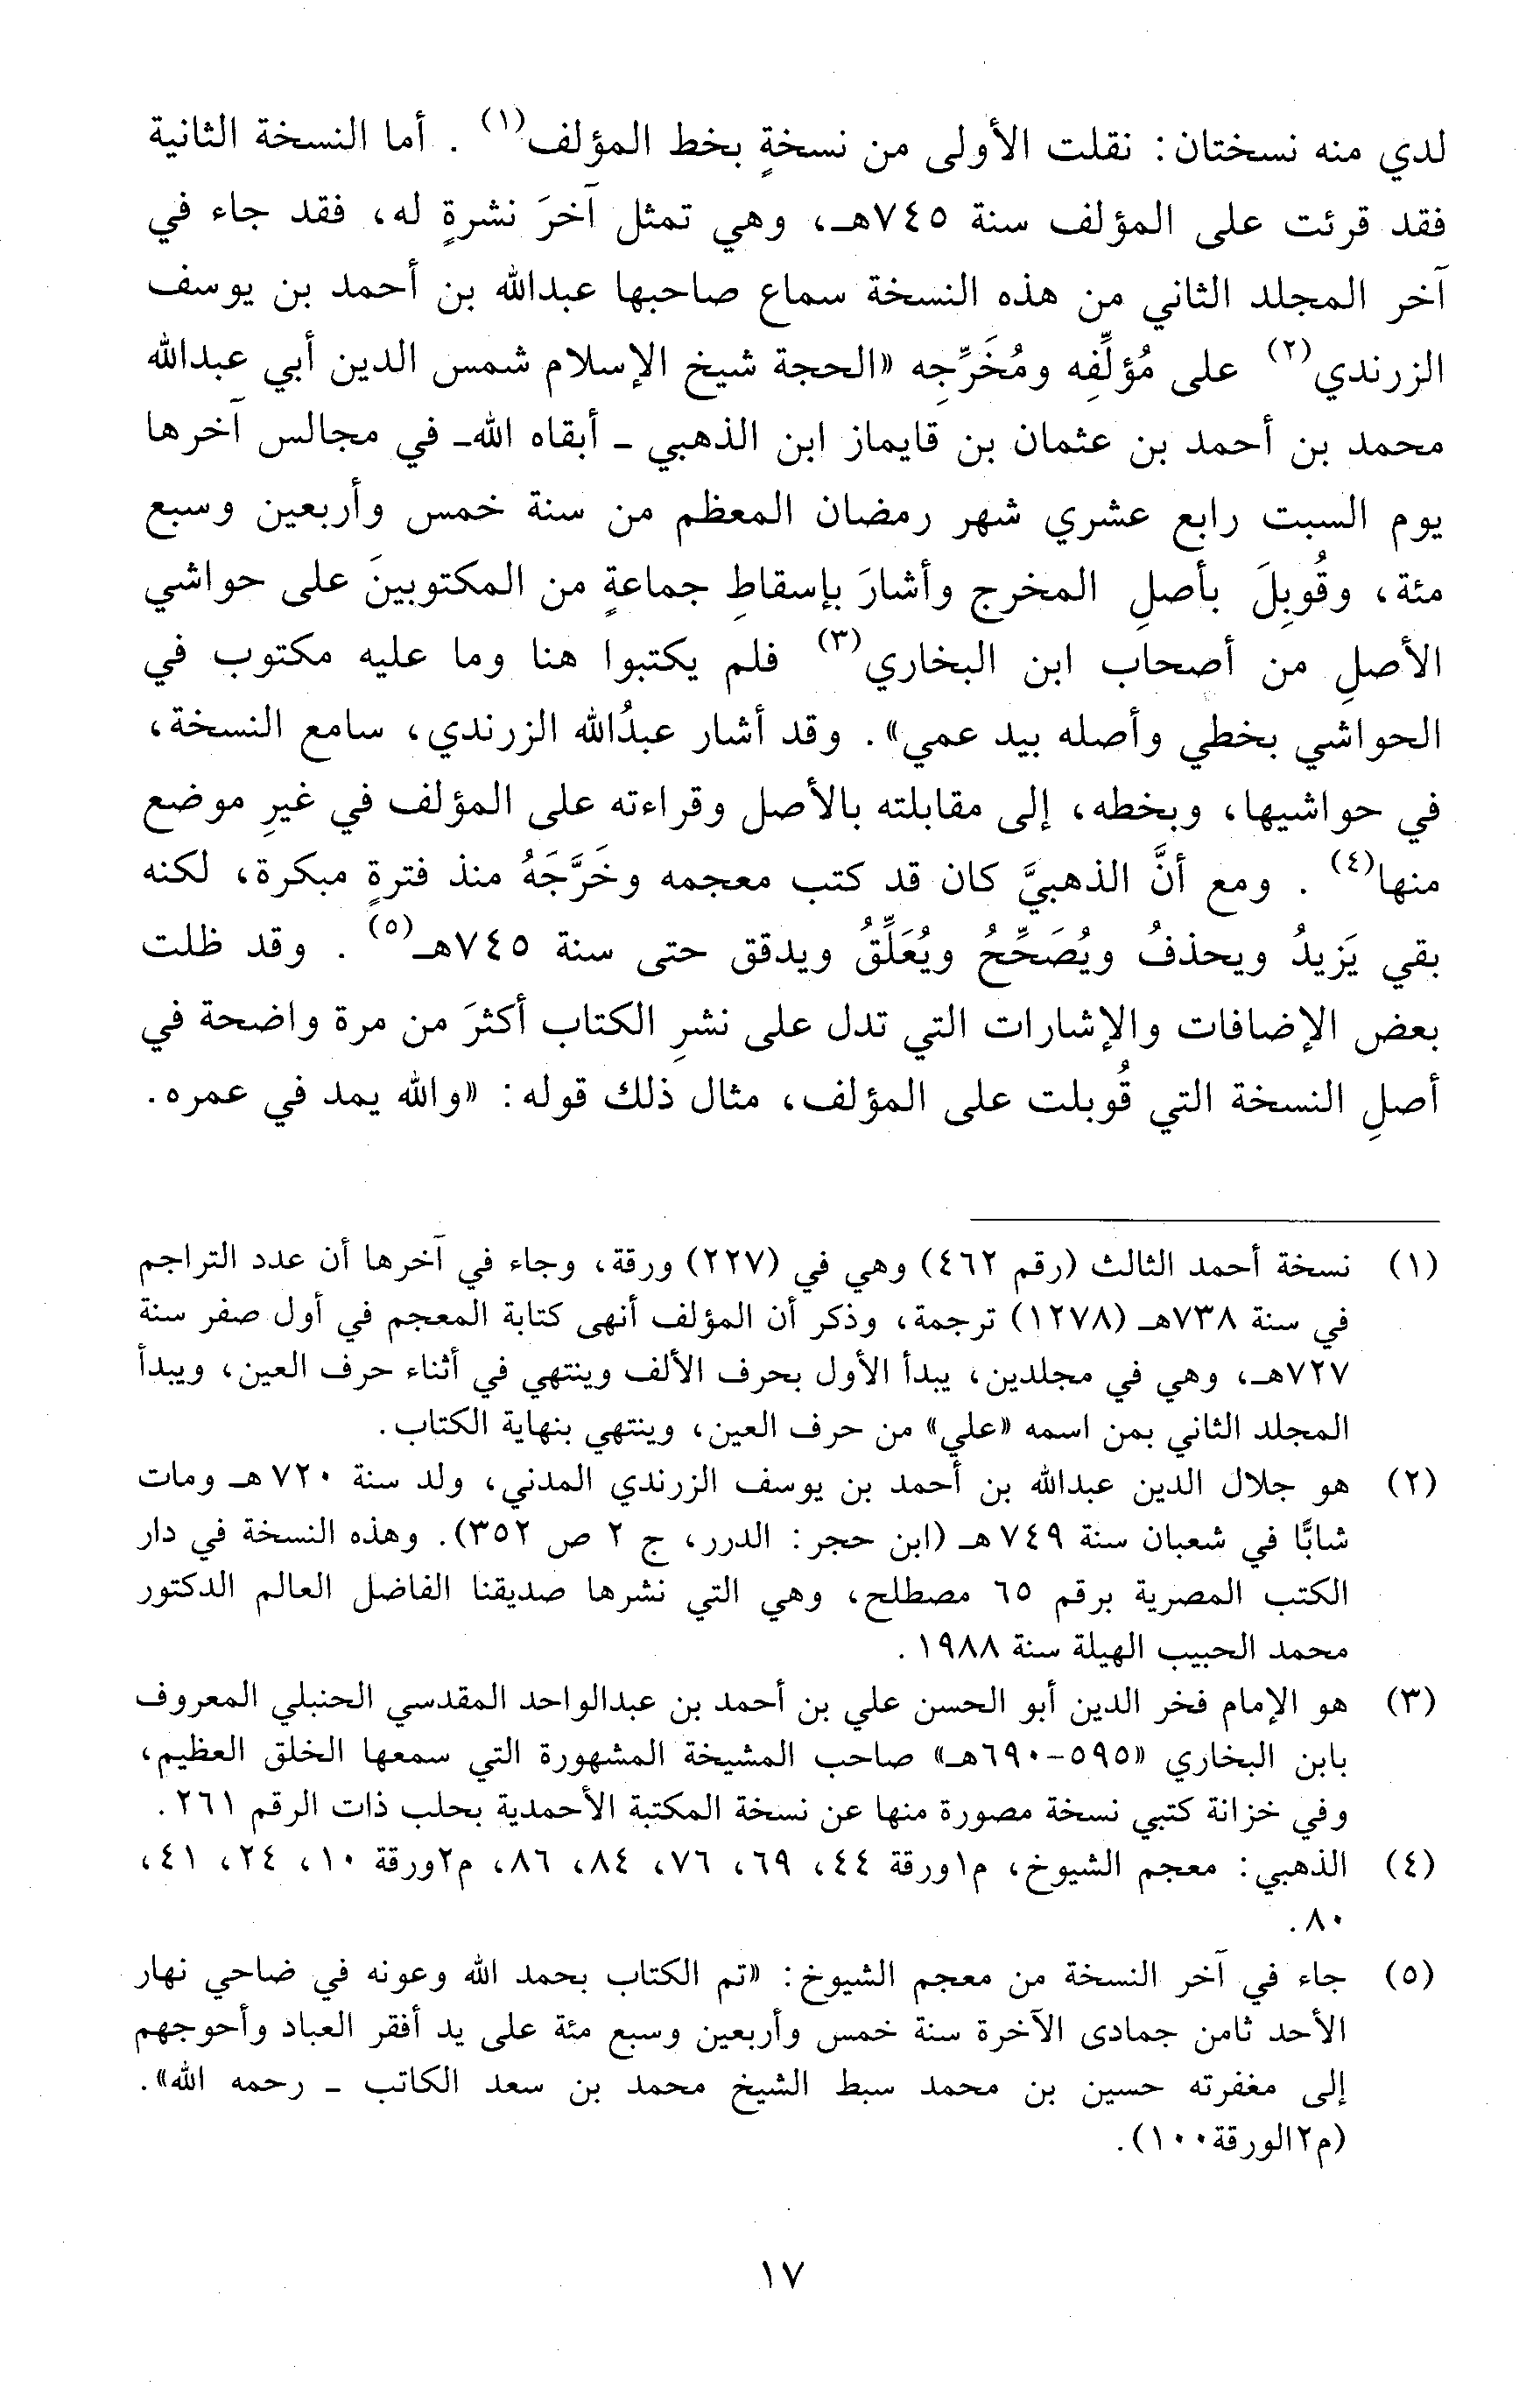 لدي منه نسختان: نقلت الأولى من نسخةٍ بخط المؤلف(١) . أما النسخة الثانية
فقد قرئت على المؤلف سنة ٧٤٥هـ، وهي تمثل آخرَ نشرةٍ له، فقد جاء في
آخر المجلد الثاني من هذه النسخة سماع صاحبها عبدالله بن أحمد بن يوسف
الزرندي(٢) على مُؤلِّفِه ومُخَرِّجِه «الحجة شيخ الإسلام شمس الدين أبي عبدالله
محمد بن أحمد بن عثمان بن قايماز ابن الذهبي - أبقاه الله- في مجالس آخرها
يوم السبت رابع عشري شهر رمضان المعظم من سنة خمس وأربعين وسبع
مئة، وقُوبِلَ بأصلِ المخرج وأشارَ بإسقاطِ جماعةٍ من المكتوبينَ على حواشي
الأصلِ من أصحاب ابن البخاري(٣) فلم يكتبوا هنا وما عليه مكتوب في
الحواشي بخطي وأصله بيد عمي». وقد أشار عبدُالله الزرندي، سامع النسخة،
في حواشيها، وبخطه، إلى مقابلته بالأصل وقراءته على المؤلف في غيرِ موضع
منها(٤) . ومع أنَّ الذهبيَّ كان قد كتب معجمه وخَرَّجَهُ منذ فترةٍ مبكرة، لكنه
بقي يَزيدُ ويحذفُ ويُصَحِّحُ ويُعَلِّقُ ويدقق حتى سنة ٧٤٥هـ(٥) . وقد ظلت
بعض الإضافات والإشارات التي تدل على نشرِ الكتاب أكثرَ من مرة واضحة في
أصلِ النسخة التي قُوبلت على المؤلف، مثال ذلك قوله: «والله يمد في عمره.
(١) نسخة أحمد الثالث (رقم ٤٦٢) وهي في (٢٢٧) ورقة، وجاء في آخرها أن عدد التراجم
في سنة ٧٣٨هـ (١٢٧٨) ترجمة، وذكر أن المؤلف أنهى كتابة المعجم في أول صفر سنة
٧٢٧هـ، وهي في مجلدين، يبدأ الأول بحرف الألف وينتهي في أثناء حرف العين، ويبدأ
المجلد الثاني بمن اسمه «علي» من حرف العين، وينتهي بنهاية الكتاب.
(٢) هو جلال الدين عبدالله بن أحمد بن يوسف الزرندي المدني، ولد سنة ٧٢٠ هـ ومات
شابًّا في شعبان سنة ٧٤٩ هـ (ابن حجر: الدرر، ج ٢ ص ٣٥٢). وهذه النسخة في دار
الكتب المصرية برقم ٦٥ مصطلح، وهي التي نشرها صديقنا الفاضل العالم الدكتور
محمد الحبيب الهيلة سنة ١٩٨٨ .
(٣) هو الإمام فخر الدين أبو الحسن علي بن أحمد بن عبدالواحد المقدسي الحنبلي المعروف
بابن البخاري «٥٩٥-٦٩٠هـ» صاحب المشيخة المشهورة التي سمعها الخلق العظيم،
وفي خزانة كتبي نسخة مصورة منها عن نسخة المكتبة الأحمدية بحلب ذات الرقم ٢٦١ .
(٤) الذهبي: معجم الشيوخ، م١ورقة ٤٤، ٦٩، ٧٦، ٨٤، ٨٦، م٢ورقة ١٠، ٢٤، ٤١،
٨٠.
(٥) جاء في آخر النسخة من معجم الشيوخ: «تم الكتاب بحمد الله وعونه في ضاحي نهار
الأحد ثامن جمادى الآخرة سنة خمس وأربعين وسبع مئة على يد أفقر العباد وأحوجهم
إلى مغفرته حسين بن محمد سبط الشيخ محمد بن سعد الكاتب - رحمه الله».
(م٢الورقة١٠٠).
١٧